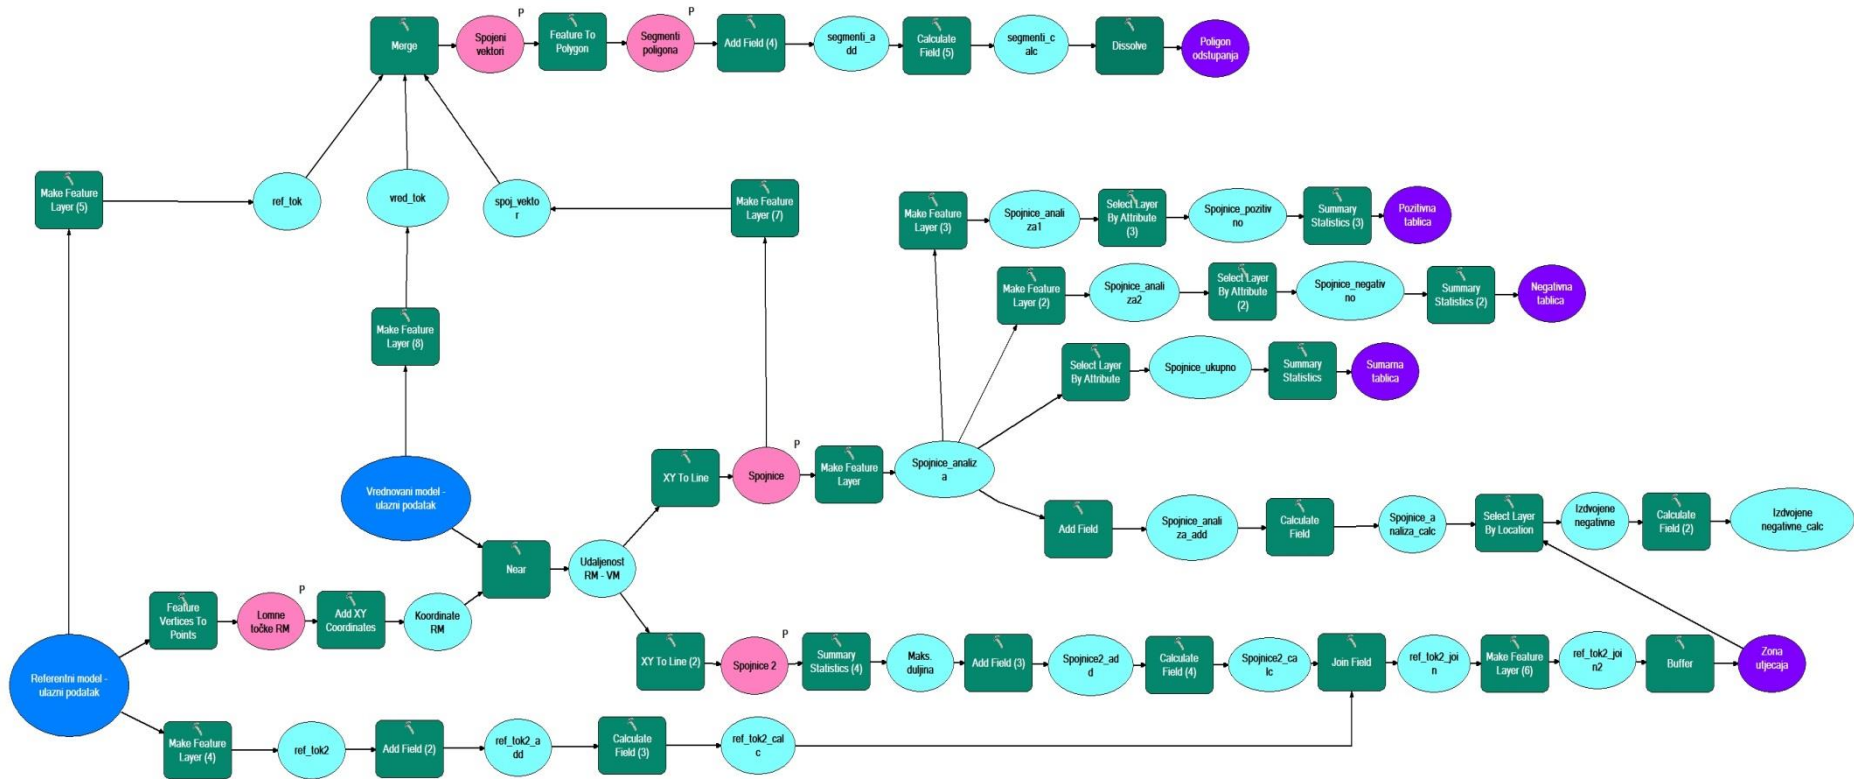 P
P
Merge
Spojeni
vektori
Feature To
Polygon
Segmenti
poligona
Add Field (4)
segmenti_a
dd
Calculate
Field (5)
segmenti_c
alc
Dissolve
Poligon
odstupanja
Make Feature
Layer (5)
ref_tok
vred_tok
spoj_vekto
r
Make Feature
Layer (7)
Make Feature
Layer (3)
Spojnice_anali
za1
Select Layer
By Attribute
(3)
Spojnice_pozitiv
no
Summary
Statistics (3)
Pozitivna
tablica
Make Feature
Layer (2)
Spojnice_anali
za2
Select Layer
By Attribute
(2)
Spojnice_negativ
no
Summary
Statistics (2)
Negativna
tablica
Make Feature
Layer (8)
Select Layer
By Attribute
Spojnice_ukupno
Summary
Statistics
Sumarna
tablica
Vrednovani model -
ulazni podatak
XY To Line
P
Spojnice
Make Feature
Layer
Spojnice_analiz
a
Add Field
Spojnice_anali
za_add
Calculate
Field
Spojnice_a
naliza_calc
Select Layer
By Location
Izdvojene
negativne
Calculate
Field (2)
Izdvojene
negativne_calc
Near
Udaljenost
RM - VM
Feature
Vertices To
Points
P
Lomne
točke RM
Add XY
Coordinates
Koordinate
RM
Referentni model -
ulazni podatak
XY To Line (2)
P
Spojnice 2
Summary
Statistics (4)
Maks.
duljina
Add Field (3)
Spojnice2_ad
d
Calculate
Field (4)
Spojnice2_ca
lc
Join Field
ref_tok2_joi
n
Make Feature
Layer (6)
ref_tok2_joi
n2
Buffer
Zona
utjecaja
Make Feature
Layer (4)
ref_tok2
Add Field (2)
ref_tok2_a
dd
Calculate
Field (3)
ref_tok2_cal
c